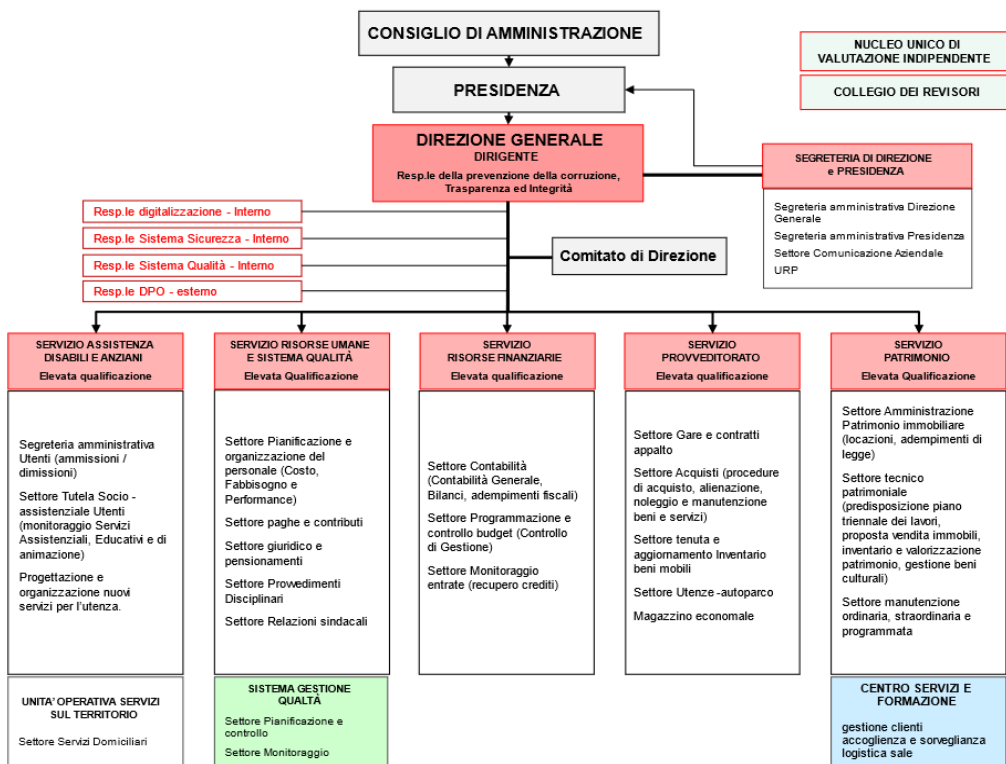 CONSIGLIO DI AMMINISTRAZIONE
NUCLEO UNICO DI
VALUTAZIONE INDIPENDENTE
PRESIDENZA
COLLEGIO DEI REVISORI
DIREZIONE GENERALE
DIRIGENTE
Resp.le della prevenzione della corruzione,
Trasparenza ed Integrità
SEGRETERIA DI DIREZIONE
e PRESIDENZA
Segreteria amministrativa Direzione
Generale
Segreteria amministrativa Presidenza
Settore Comunicazione Aziendale
URP
Resp.le digitalizzazione - Interno
Resp.le Sistema Sicurezza - Interno
Resp.le Sistema Qualità - Interno
Resp.le DPO - esterno
Comitato di Direzione
SERVIZIO ASSISTENZA
DISABILI E ANZIANI
Elevata qualificazione
Segreteria amministrativa
Utenti (ammissioni /
dimissioni)
Settore Tutela Socio -
assistenziale Utenti
(monitoraggio Servizi
Assistenziali, Educativi e di
animazione)
Progettazione e
organizzazione nuovi
servizi per l'utenza.
UNITA' OPERATIVA SERVIZI
SUL TERRITORIO
Settore Servizi Domiciliari
SERVIZIO RISORSE UMANE
E SISTEMA QUALITÀ
Elevata Qualificazione
Settore Pianificazione e
organizzazione del
personale (Costo,
Fabbisogno e
Performance)
Settore paghe e contributi
Settore giuridico e
pensionamenti
Settore Provvedimenti
Disciplinari
Settore Relazioni sindacali
SISTEMA GESTIONE
QUALTÀ
Settore Pianificazione e
controllo
Settore Monitoraggio
SERVIZIO
RISORSE FINANZIARIE
Elevata qualificazione
Settore Contabilità
(Contabilità Generale,
Bilanci, adempimenti fiscali)
Settore Programmazione e
controllo budget (Controllo
di Gestione)
Settore Monitoraggio
entrate (recupero crediti)
SERVIZIO
PROVVEDITORATO
Elevata qualificazione
Settore Gare e contratti
appalto
Settore Acquisti (procedure
di acquisto, alienazione,
noleggio e manutenzione
beni e servizi)
Settore tenuta e
aggiornamento Inventario
beni mobili
Settore Utenze -autoparco
Magazzino economale
SERVIZIO
PATRIMONIO
Elevata Qualificazione
Settore Amministrazione
Patrimonio immobiliare
(locazioni, adempimenti di
legge)
Settore tecnico
patrimoniale
(predisposizione piano
triennale dei lavori,
proposta vendita immobili,
inventario e valorizzazione
patrimonio, gestione beni
culturali)
Settore manutenzione
ordinaria, straordinaria e
programmata
CENTRO SERVIZI E
FORMAZIONE
gestione clienti
accoglienza e sorveglianza
logistica sale